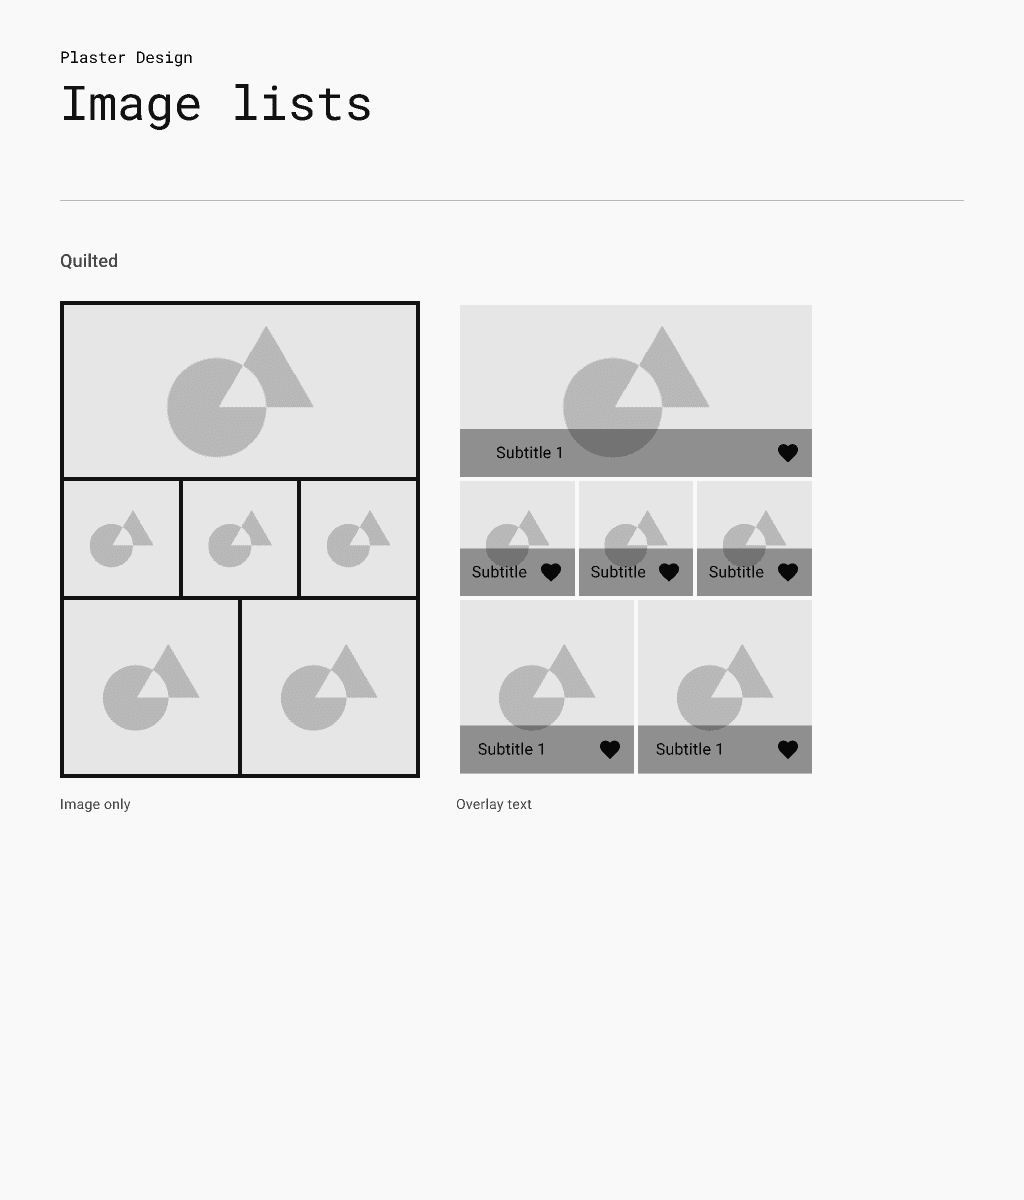 Plaster Design
Image lists
Quilted
Subtitle 1
Subtitle
Subtitle
Subtitle
Subtitle 1
Subtitle 1
Image only
Overlay text